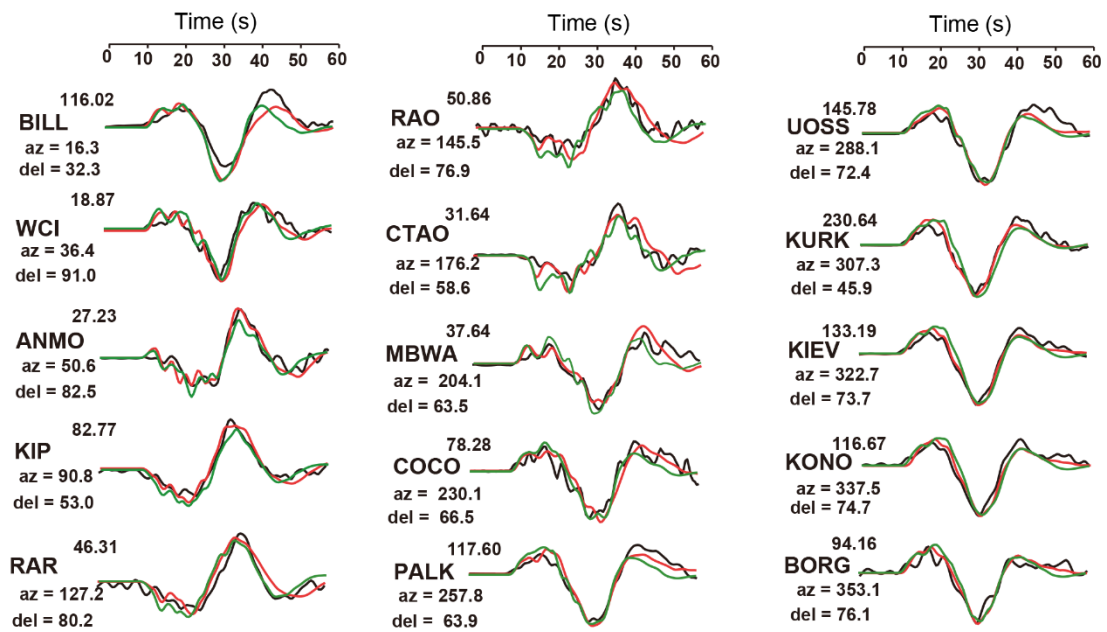 Time (s)
0 10 20 30 40 50 60
116.02
BILL
az = 16.3
del = 32.3
18.87
WCI
az = 36.4
del = 91.0
27.23
ANMO
az = 50.6
del = 82.5
82.77
KIP
az = 90.8
del = 53.0
46.31
RAR
az = 127.2
del = 80.2
Time (s)
0 10 20 30 40 50 60
50.86
RAO
az = 145.5
del = 76.9
31.64
CTAO
az = 176.2
del = 58.6
37.64
MBWA
az = 204.1
del = 63.5
78.28
COCO
az = 230.1
del = 66.5
117.60
PALK
az = 257.8
del = 63.9
Time (s)
0 10 20 30 40 50 60
145.78
UOSS
az = 288.1
del = 72.4
230.64
KURK
az = 307.3
del = 45.9
133.19
KIEV
az = 322.7
del = 73.7
116.67
KONO
az = 337.5
del = 74.7
94.16
BORG
az = 353.1
del = 76.1